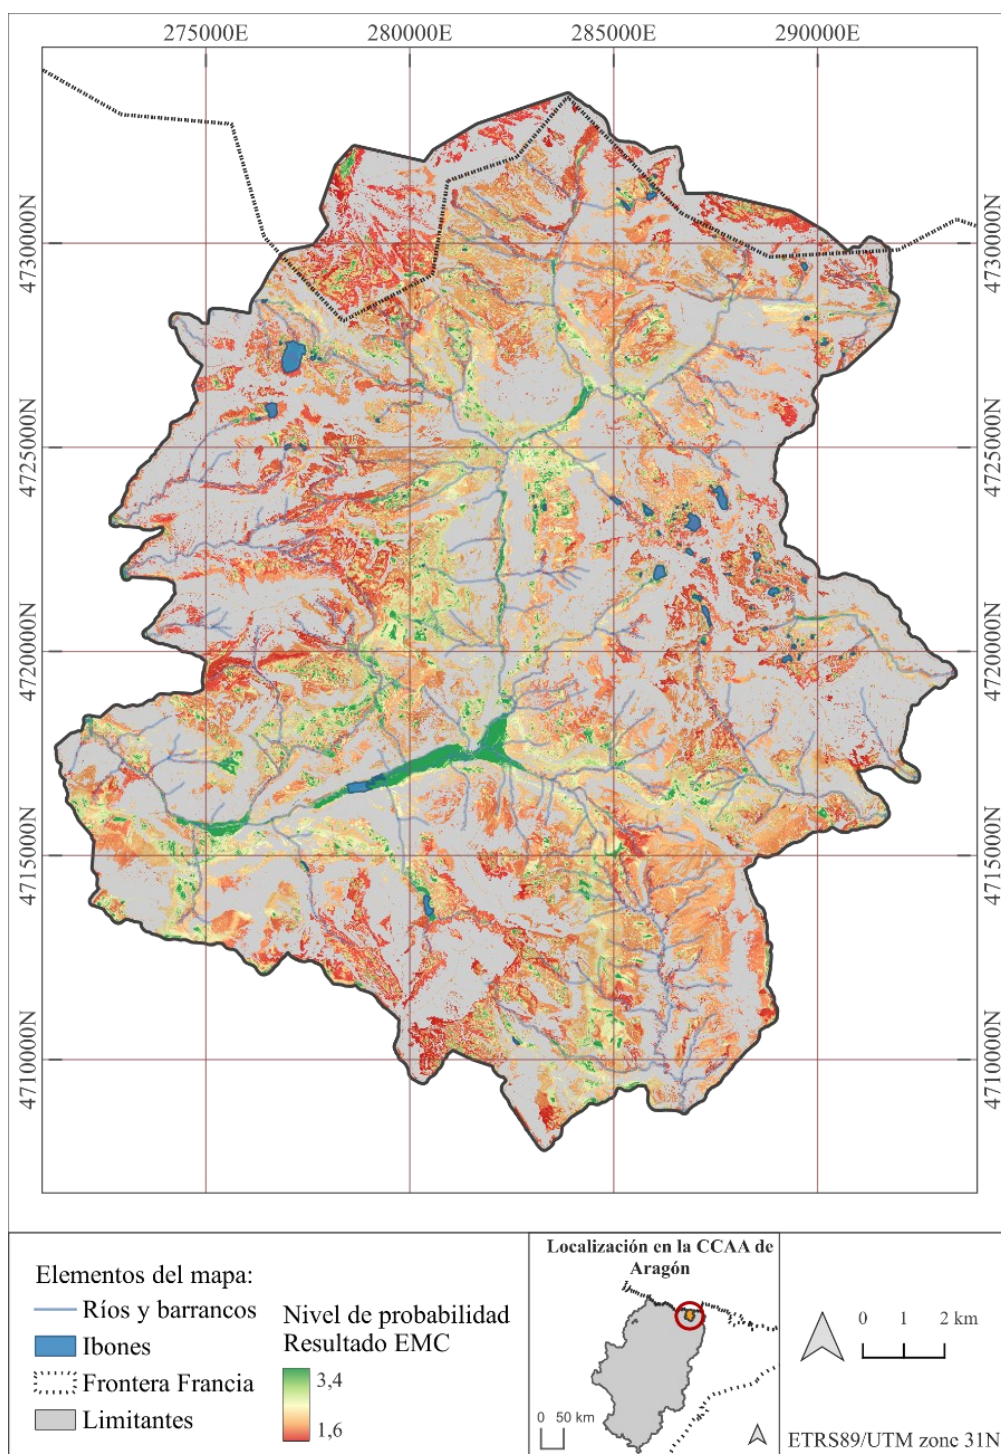 275000E 280000E 285000E 290000E
4730000N 4730000N
4725000N 4725000N
4720000N 4720000N
4715000N 4715000N
4710000N 4710000N
Elementos del mapa:
Ríos y barrancos
Ibones
Frontera Francia
Limitantes
Nivel de probabilidad
Resultado EMC
3,4
1,6
Localización en la CCAA de
Aragón
0 50 km
0 1 2 km
ETRS89/UTM zone 31N